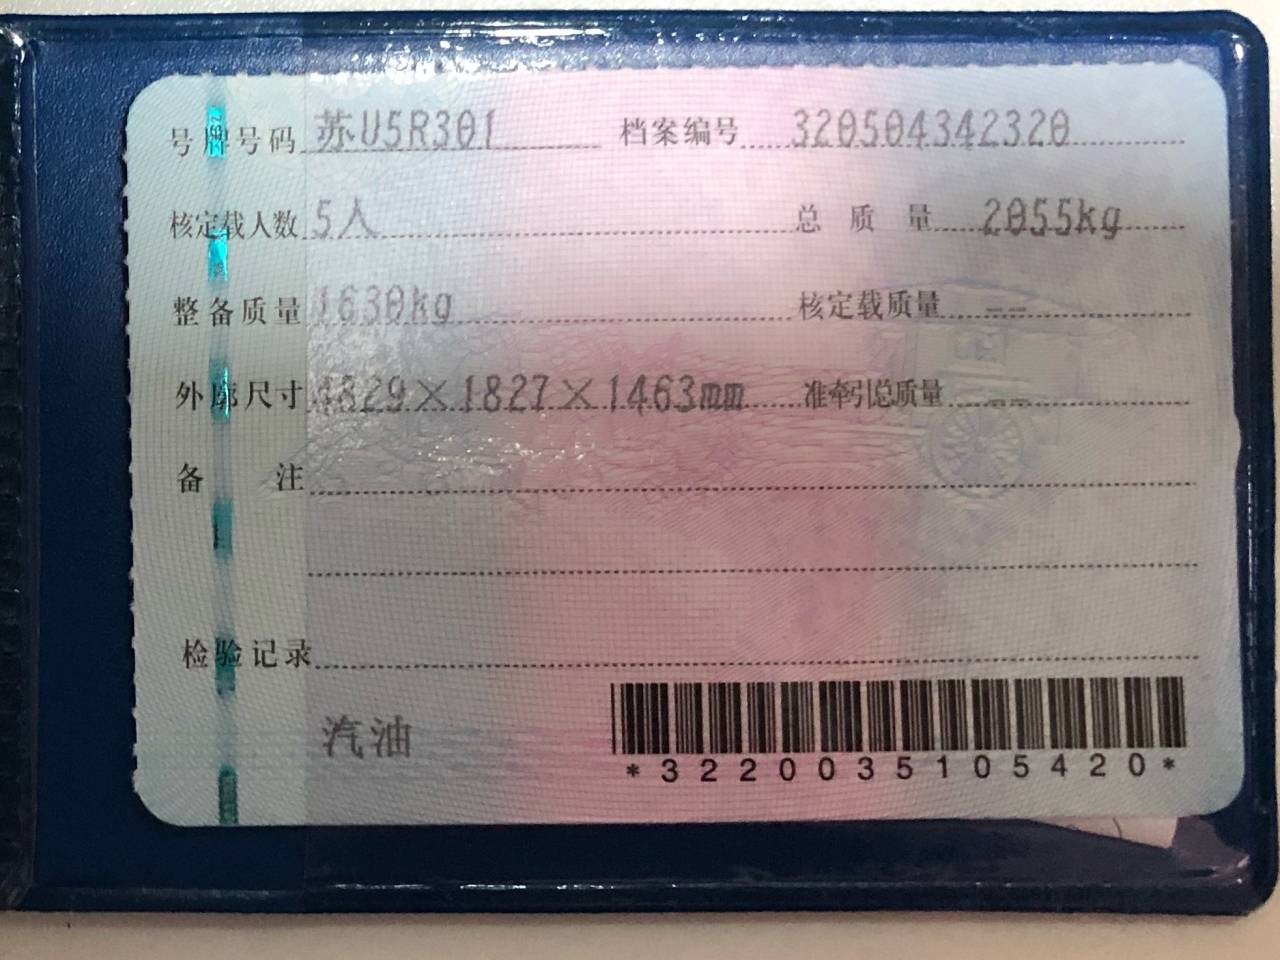 号牌号码 苏U5R301 档案编号 320504342320
核定载人数 5人 总质量 2055kg
整备质量 1630kg 核定载质量 --
外廓尺寸 4829×1827×1463mm 准牵引总质量 --
备注
检验记录
汽油
*3220035105420*